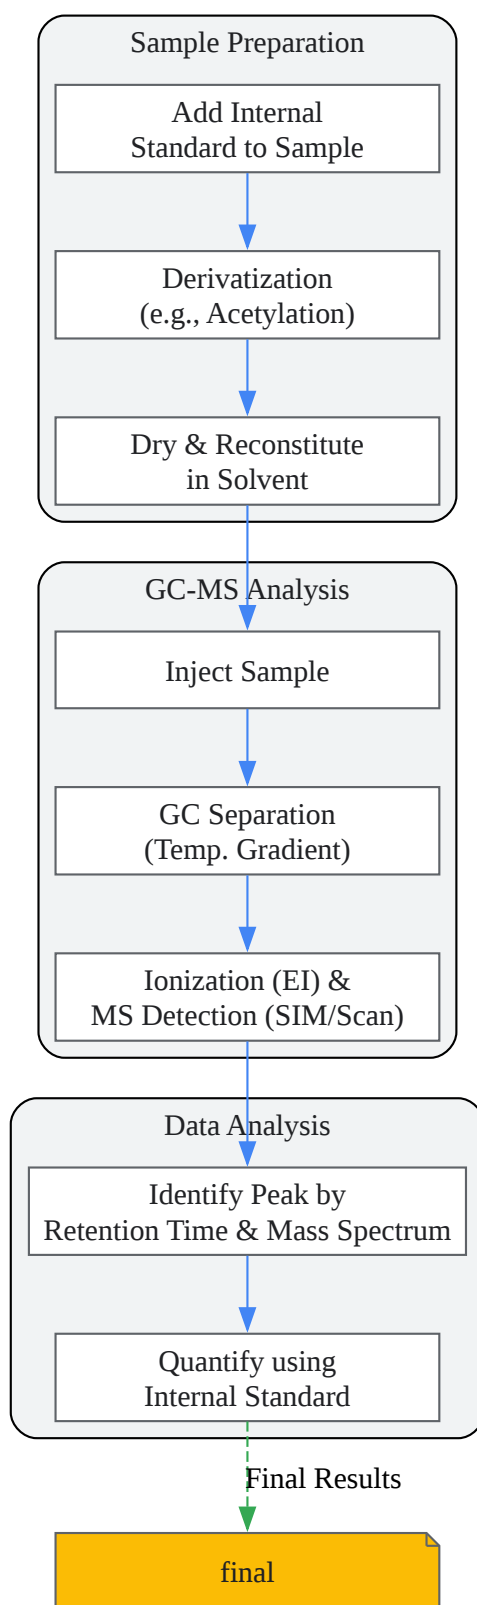 Sample Preparation
Add Internal
Standard to Sample
Derivatization
(e.g., Acetylation)
Dry & Reconstitute
in Solvent
GC-MS Analysis
Inject Sample
GC Separation
(Temp. Gradient)
Ionization (EI) &
MS Detection (SIM/Scan)
Data Analysis
Identify Peak by
Retention Time & Mass Spectrum
Quantify using
Internal Standard
Final Results
final